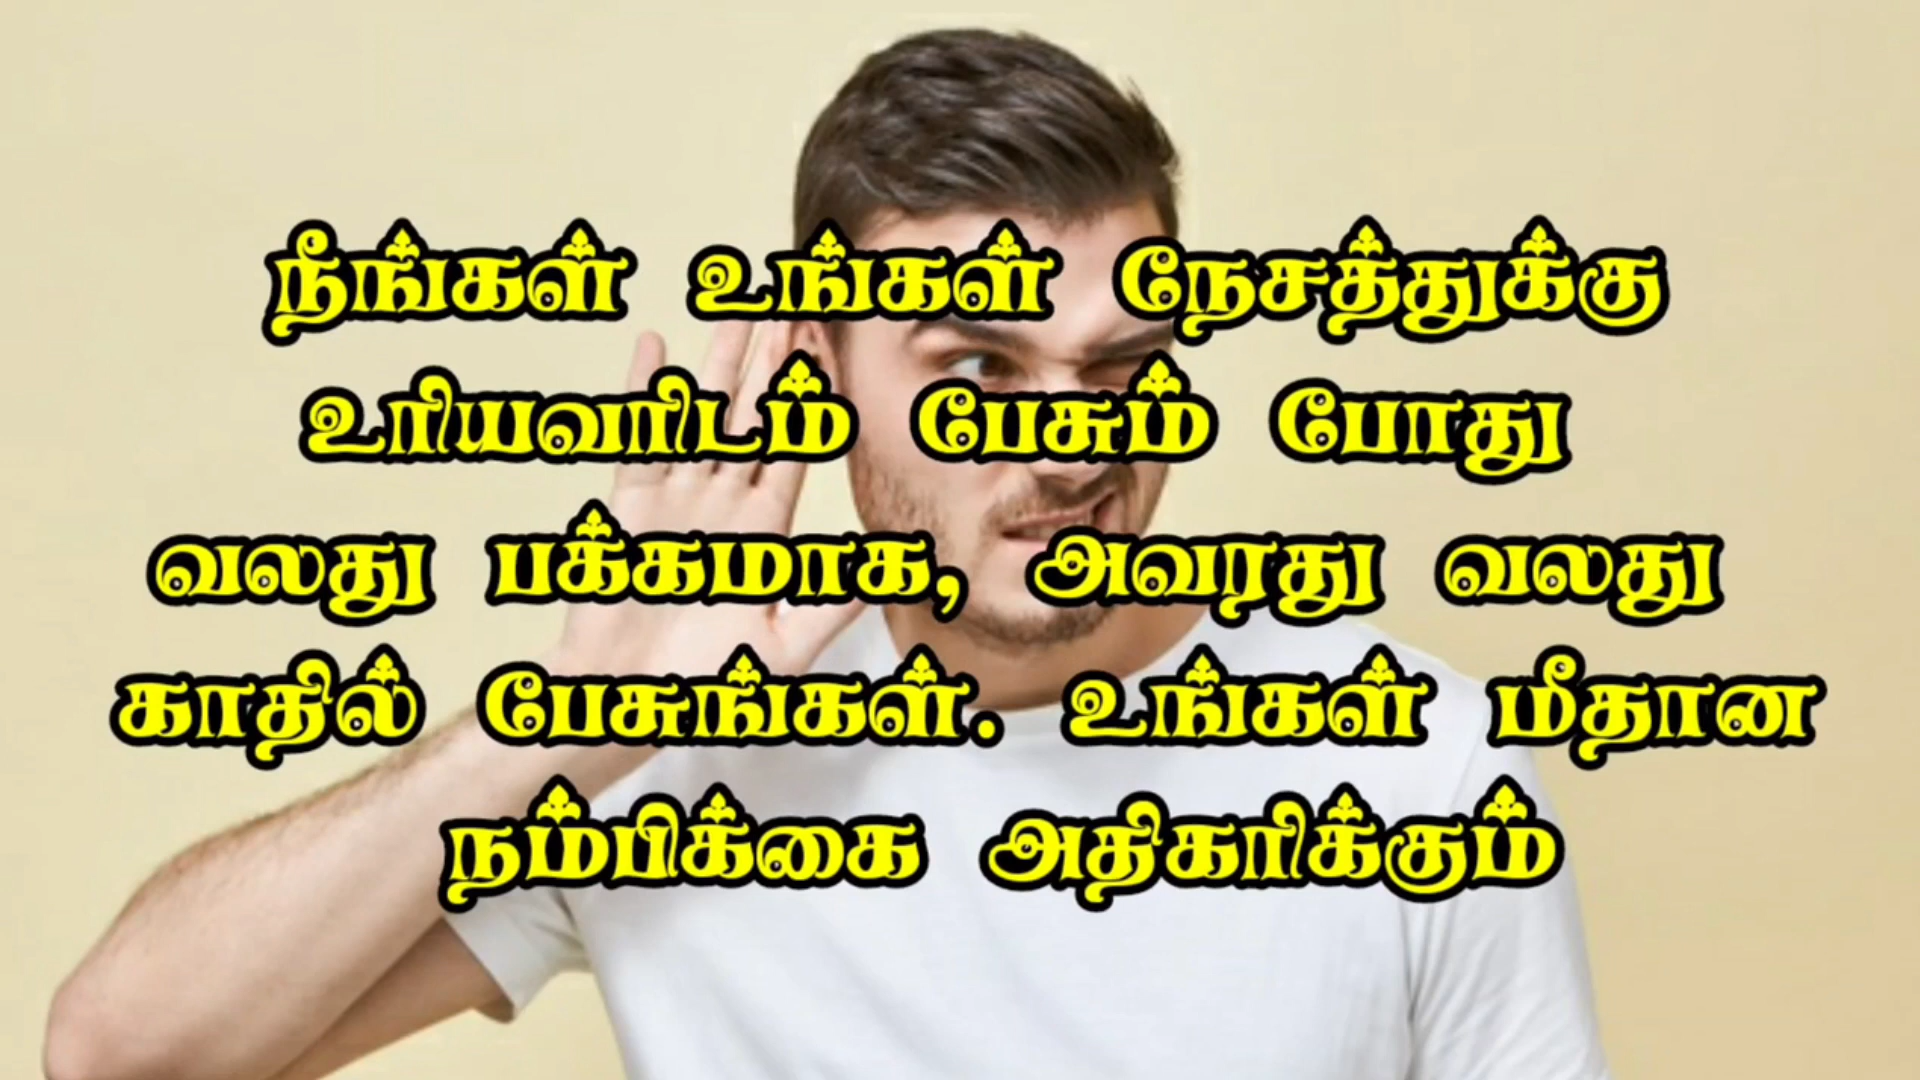 நீங்கள் உங்கள் நேசத்துக்கு
உரியவரிடம் பேசும் போது
வலது பக்கமாக, அவரது வலது
காதில் பேசுங்கள். உங்கள் மீதான
நம்பிக்கை அதிகரிக்கும்